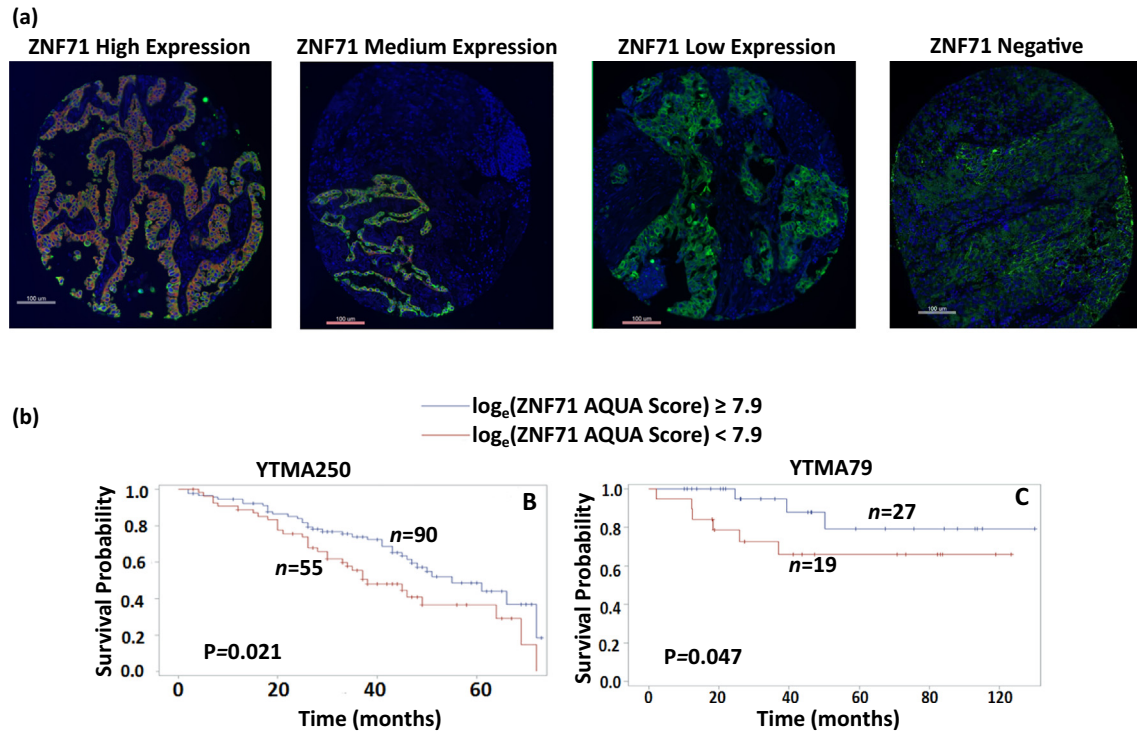 (a)
ZNF71 High Expression
ZNF71 Medium Expression
ZNF71 Low Expression
ZNF71 Negative
100 um
100 um
100 um
100 um
(b)
logₑ(ZNF71 AQUA Score) ≥ 7.9
logₑ(ZNF71 AQUA Score) < 7.9
YTMA250
Survival Probability
1.0
0.8
0.6
0.4
0.2
0.0
B
n=90
n=55
P=0.021
0
20
40
60
Time (months)
YTMA79
Survival Probability
1.0
0.8
0.6
0.4
0.2
0.0
C
n=27
n=19
P=0.047
0
20
40
60
80
120
Time (months)